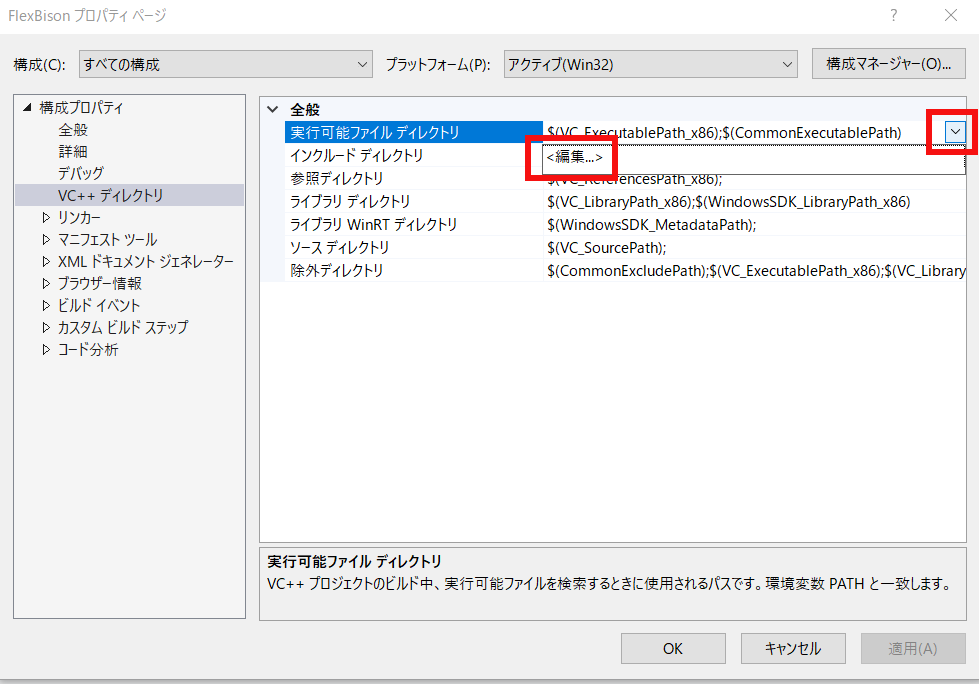 FlexBison プロパティ ページ
?
構成(C): すべての構成 プラットフォーム(P): アクティブ(Win32) 構成マネージャー(O)...
構成プロパティ
全般
詳細
デバッグ
VC++ ディレクトリ
リンカー
マニフェスト ツール
XML ドキュメント ジェネレーター
ブラウザー情報
ビルド イベント
カスタム ビルド ステップ
コード分析
全般
実行可能ファイル ディレクトリ $(VC_ExecutablePath_x86);$(CommonExecutablePath)
インクルード ディレクトリ <編集...>
参照ディレクトリ $(VC_ReferencesPath_x86);
ライブラリ ディレクトリ $(VC_LibraryPath_x86);$(WindowsSDK_LibraryPath_x86)
ライブラリ WinRT ディレクトリ $(WindowsSDK_MetadataPath);
ソース ディレクトリ $(VC_SourcePath);
除外ディレクトリ $(CommonExcludePath);$(VC_ExecutablePath_x86);$(VC_Library
実行可能ファイル ディレクトリ
VC++ プロジェクトのビルド中、実行可能ファイルを検索するときに使用されるパスです。環境変数 PATH と一致します。
OK キャンセル 適用(A)